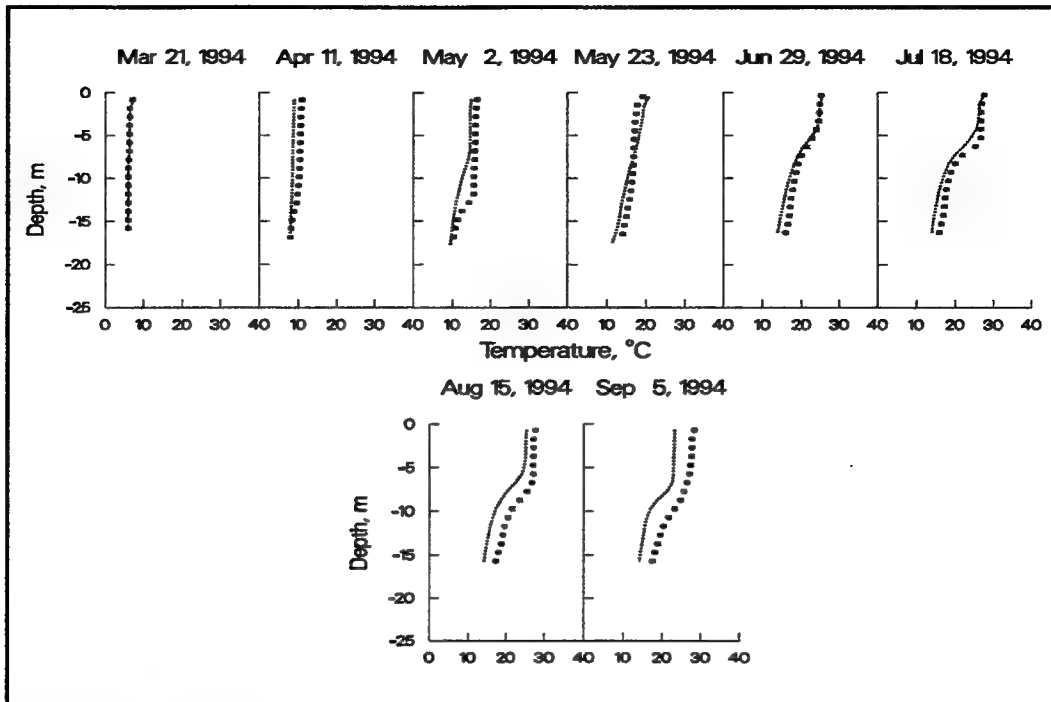 Mar 21, 1994 Apr 11, 1994 May 2, 1994 May 23, 1994 Jun 29, 1994 Jul 18, 1994
0
-5
-10
-15
-20
-25
Depth, m
0 10 20 30 40 10 20 30 40 10 20 30 40 10 20 30 40 10 20 30 40 10 20 30 40
Temperature, °C
Aug 15, 1994 Sep 5, 1994
0
-5
-10
-15
-20
-25
Depth, m
0 10 20 30 40 10 20 30 40